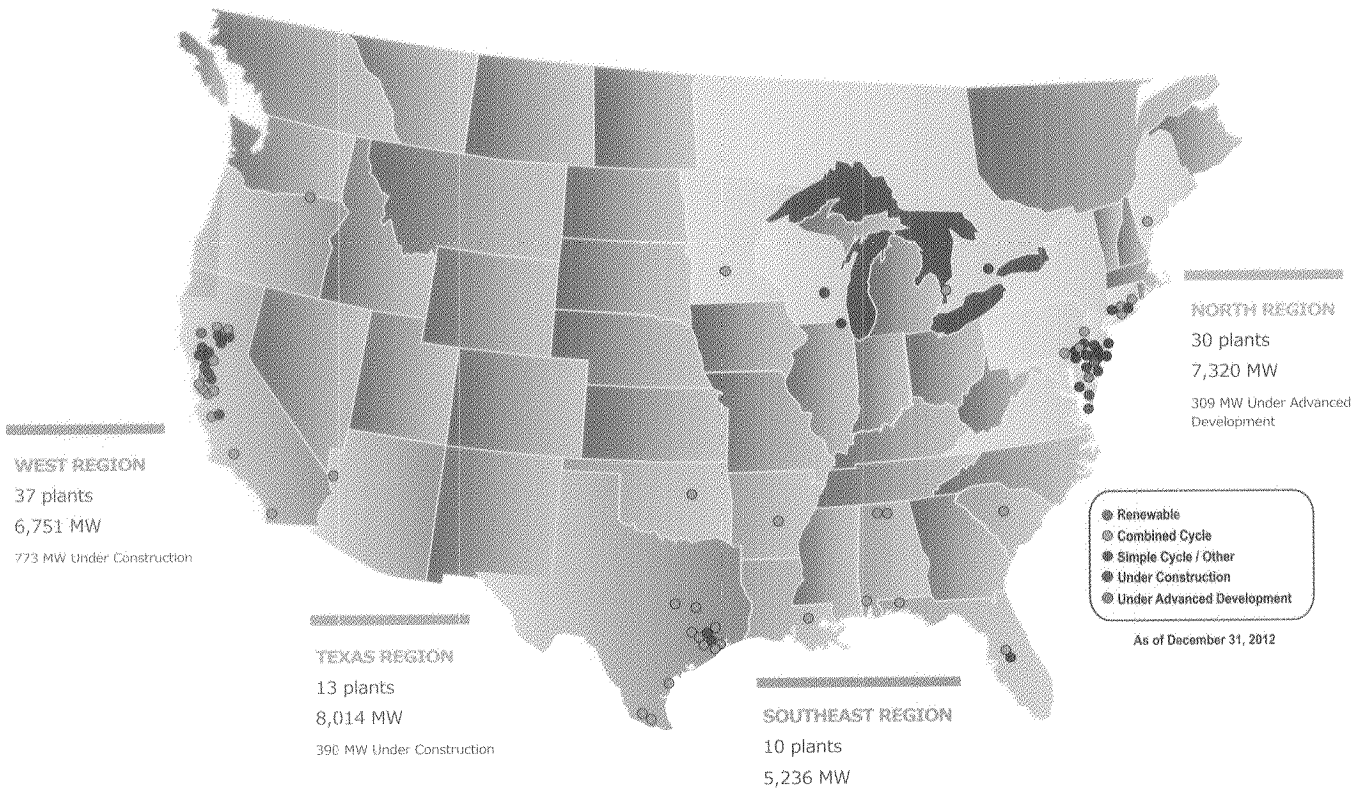 NORTH REGION
30 plants
7,320 MW
309 MW Under Advanced
Development
WEST REGION
37 plants
6,751 MW
773 MW Under Construction
Renewable
Combined Cycle
Simple Cycle / Other
Under Construction
Under Advanced Development
As of December 31, 2012
TEXAS REGION
13 plants
8,014 MW
390 MW Under Construction
SOUTHEAST REGION
10 plants
5,236 MW